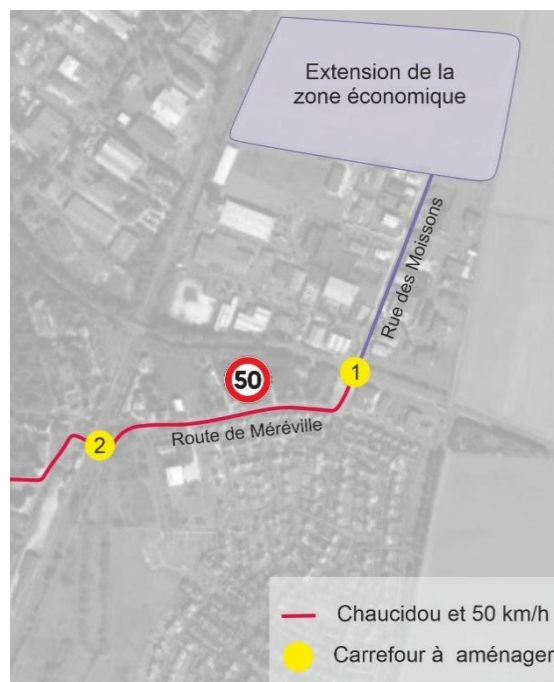 Extension de la
zone économique
Rue des Moissons
1
50
Route de Méréville
2
Chaucidou et 50 km/h
Carrefour à aménager